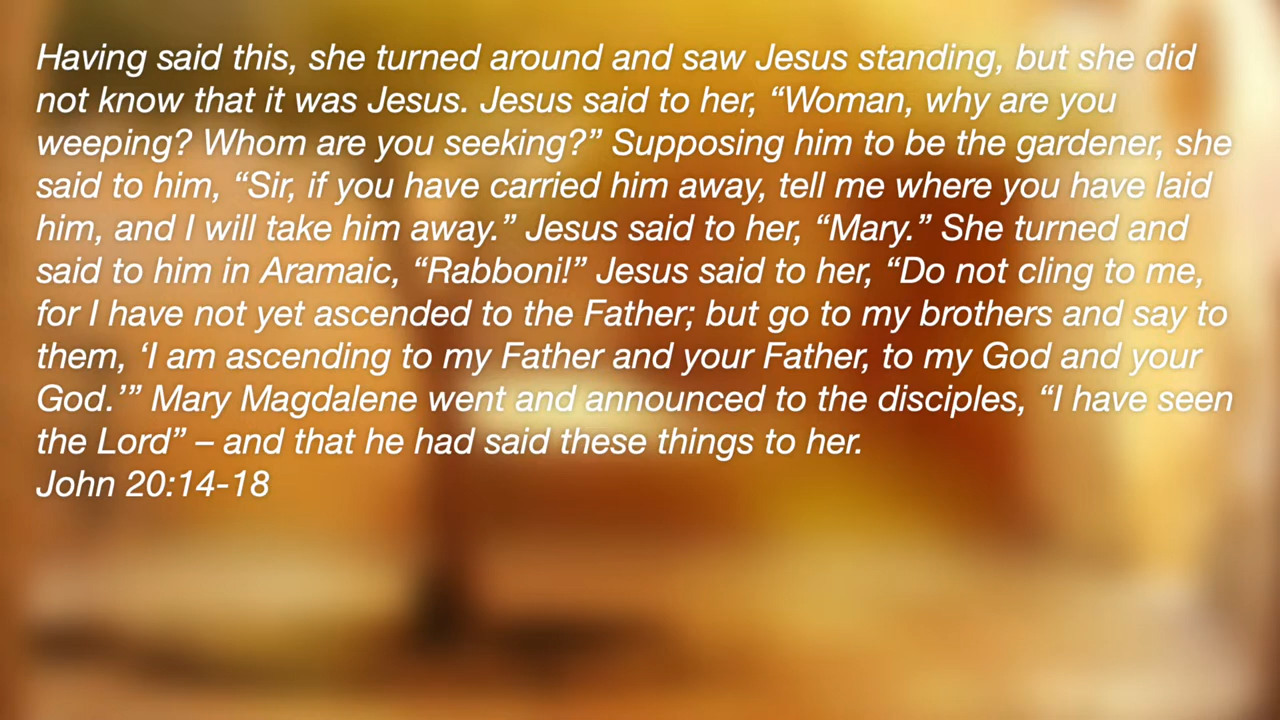 Having said this, she turned around and saw Jesus standing, but she did
not know that it was Jesus. Jesus said to her, “Woman, why are you
weeping? Whom are you seeking?” Supposing him to be the gardener, she
said to him, “Sir, if you have carried him away, tell me where you have laid
him, and I will take him away.” Jesus said to her, “Mary.” She turned and
said to him in Aramaic, “Rabboni!” Jesus said to her, “Do not cling to me,
for I have not yet ascended to the Father; but go to my brothers and say to
them, ‘I am ascending to my Father and your Father, to my God and your
God.’” Mary Magdalene went and announced to the disciples, “I have seen
the Lord” – and that he had said these things to her.
John 20:14-18